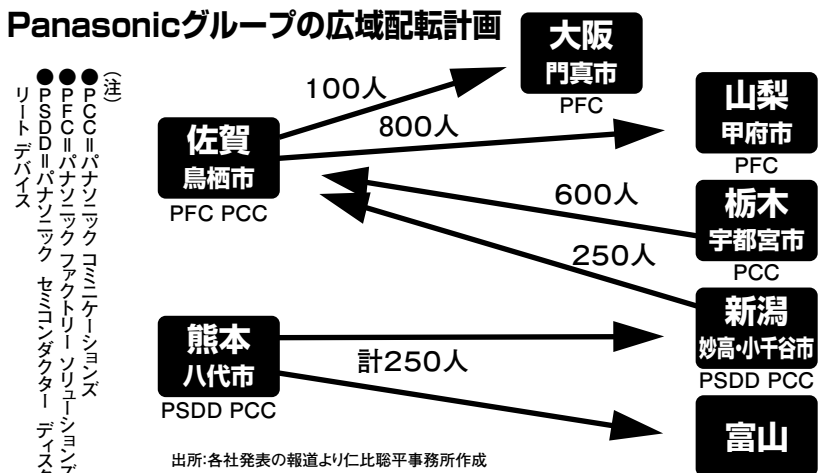 Panasonicグループの広域配転計画
(注)
●PCC=パナソニック コミニケーションズ
●PFC=パナソニック ファクトリー ソリューションズ
●PSDD=パナソニック セミコンダクター ディスク
リート デバイス
大阪
門真市
PFC
100人
800人
佐賀
鳥栖市
PFC PCC
山梨
甲府市
PFC
600人
栃木
宇都宮市
PCC
250人
新潟
妙高・小千谷市
PSDD PCC
熊本
八代市
PSDD PCC
計250人
富山
出所:各社発表の報道より仁比聡平事務所作成